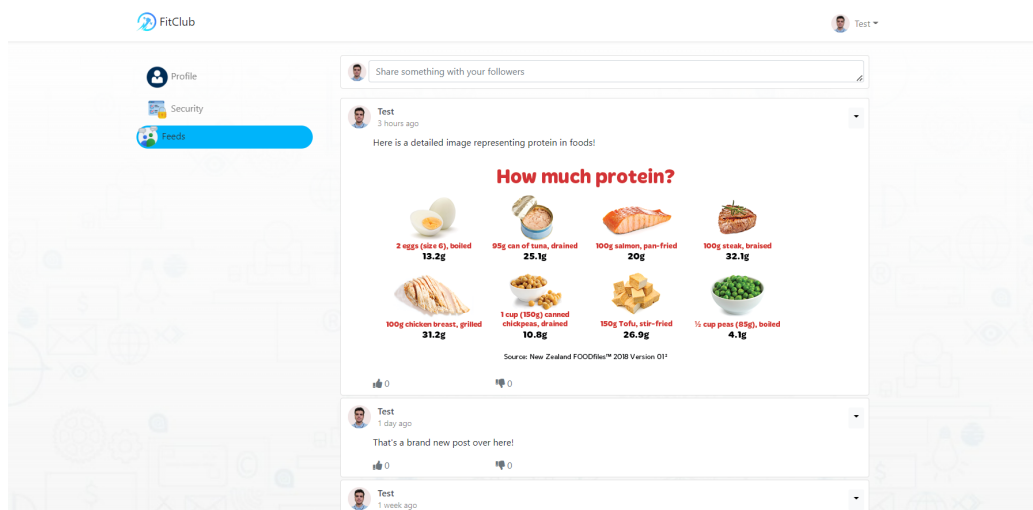 FitClub
Test
Profile
Security
Feeds
Share something with your followers
Test
3 hours ago
Here is a detailed image representing protein in foods!
How much protein?
2 eggs (size 6), boiled
13.2g
95g can of tuna, drained
25.1g
100g salmon, pan-fried
20g
100g steak, braised
32.1g
100g chicken breast, grilled
31.2g
1 cup (150g) canned
chickpeas, drained
10.8g
150g Tofu, stir-fried
26.9g
½ cup peas (85g), boiled
4.1g
Source: New Zealand FOODfiles™ 2018 Version 01²
0
0
Test
1 day ago
That's a brand new post over here!
0
0
Test
1 week ago